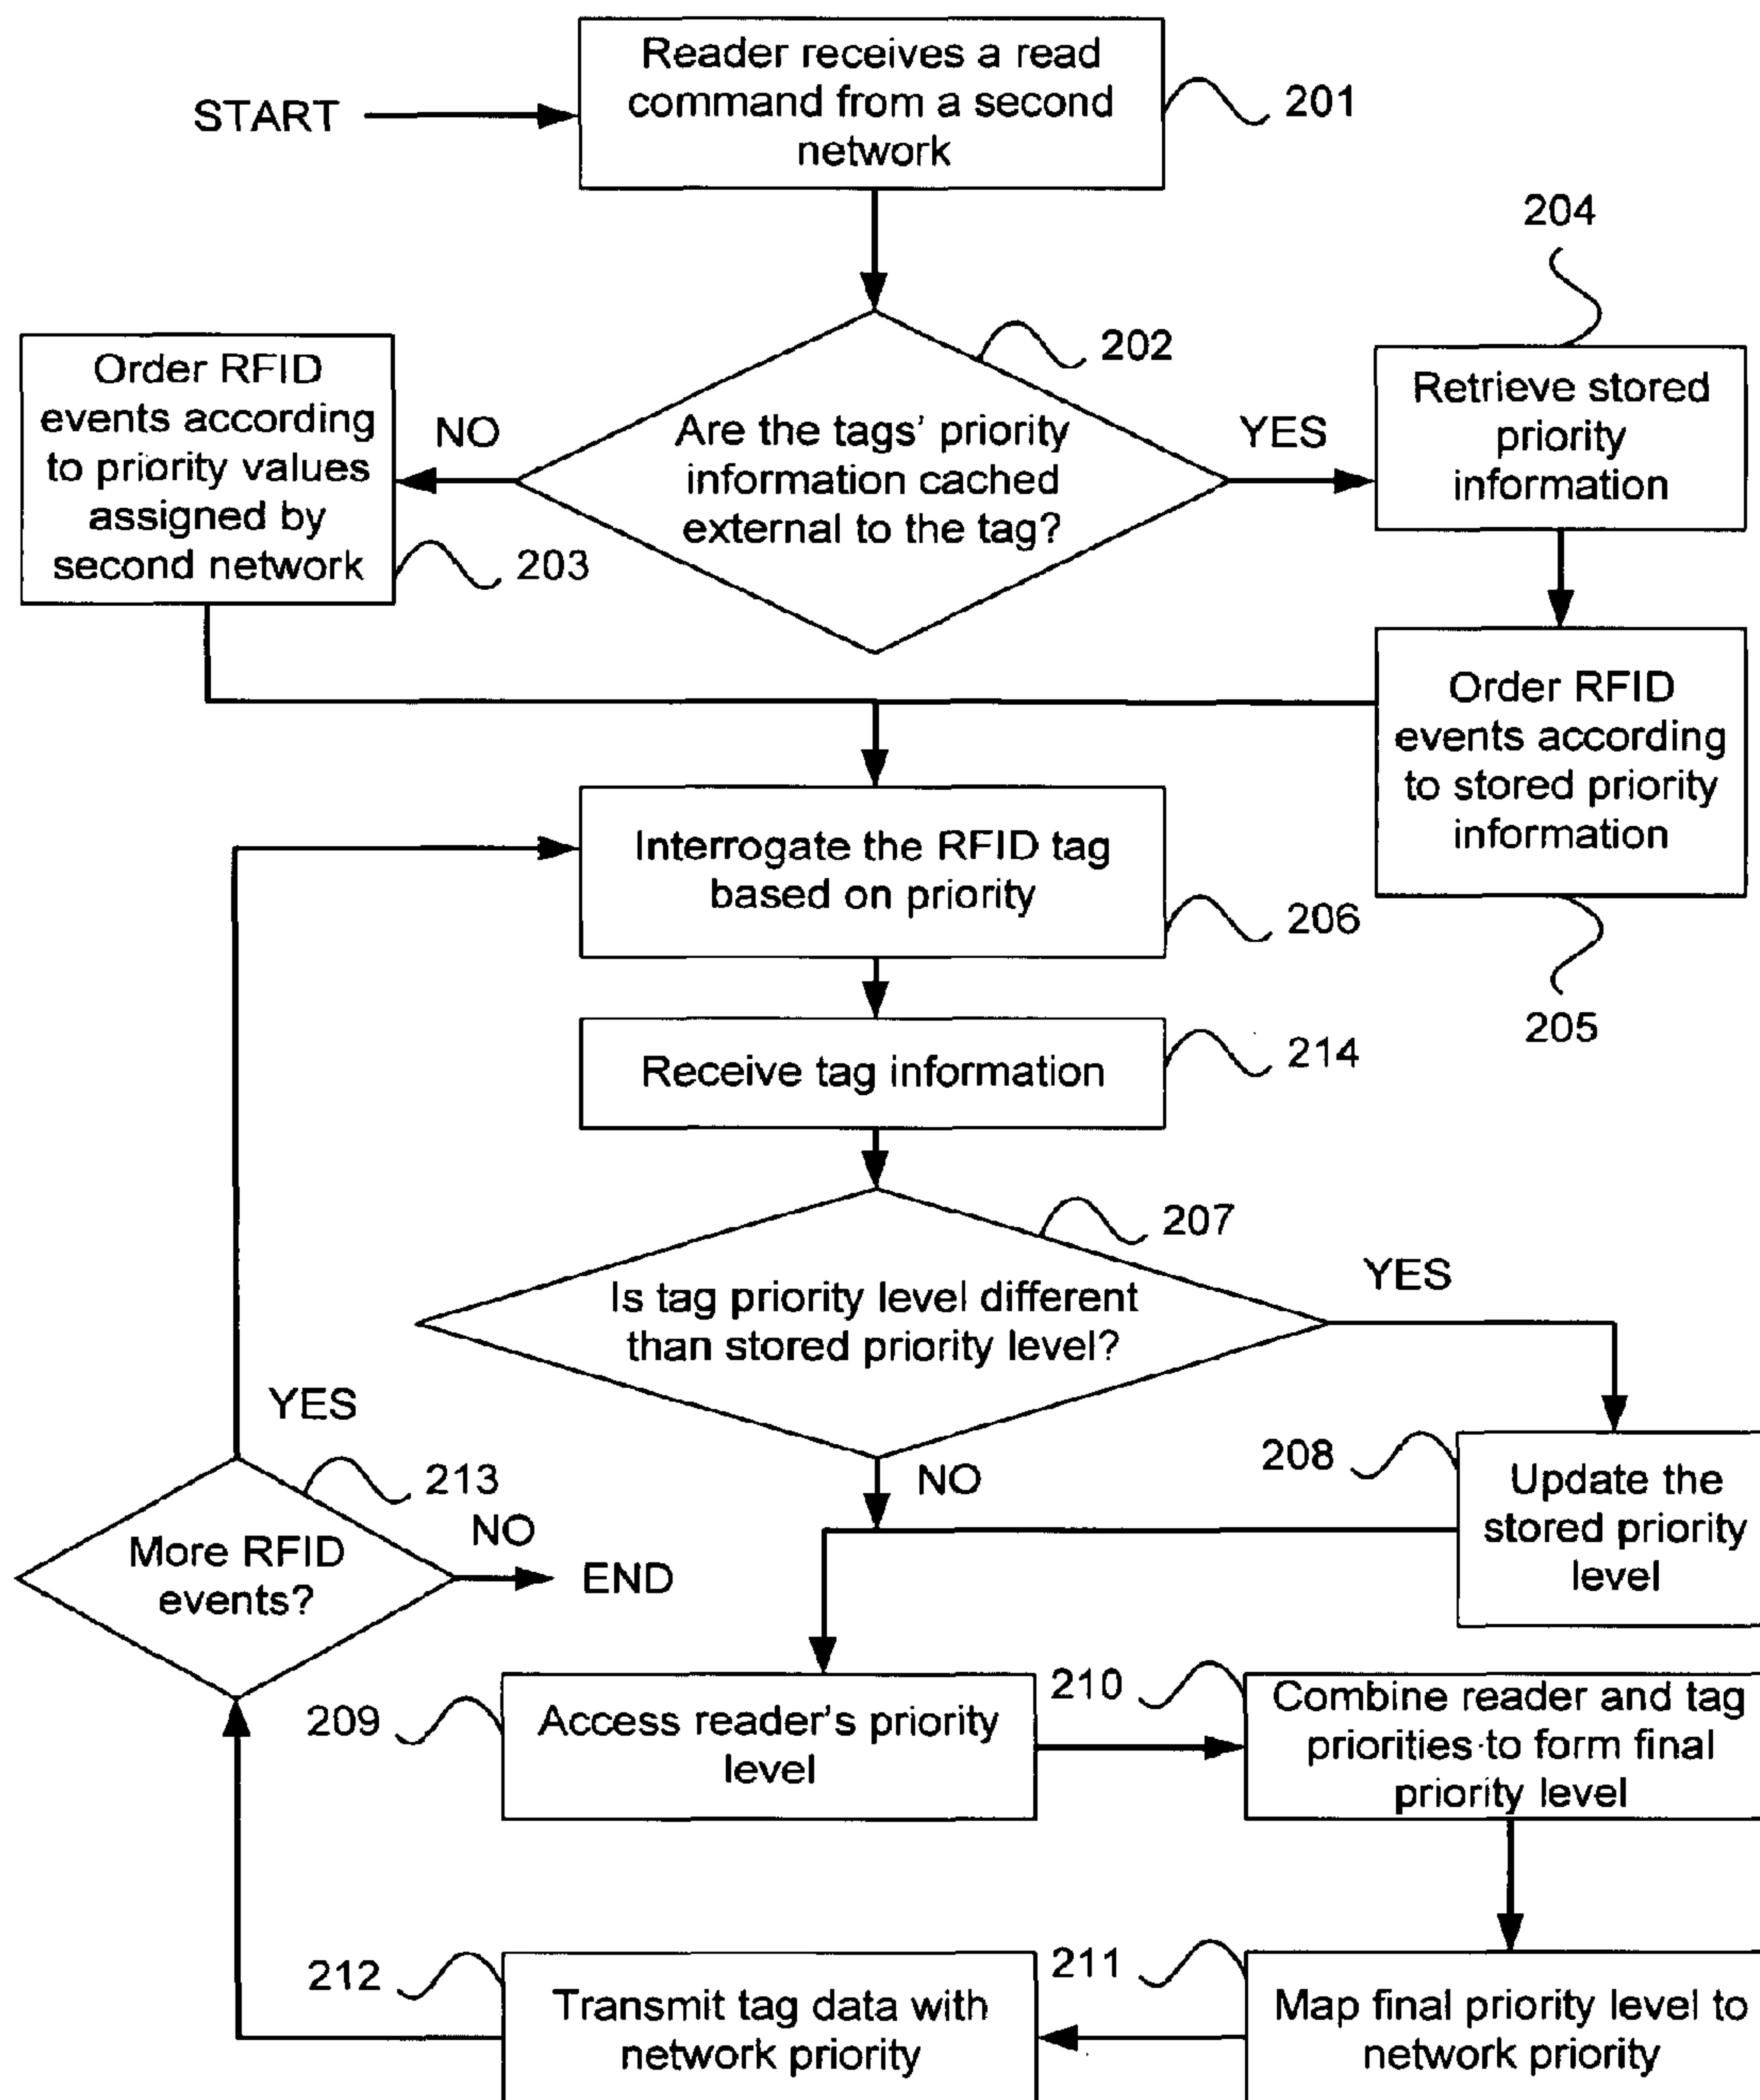 Reader receives a read
command from a second
network
START
201
204
202
Order RFID
events according
to priority values
assigned by
second network
NO
Are the tags' priority
information cached
external to the tag?
YES
Retrieve stored
priority
information
203
Order RFID
events according
to stored priority
information
Interrogate the RFID tag
based on priority
206
205
Receive tag information
214
207
Is tag priority level different
than stored priority level?
YES
YES
NO
208
Update the
stored priority
level
213
NO
More RFID
events?
END
209
Access reader's priority
level
210
Combine reader and tag
priorities to form final
priority level
212
Transmit tag data with
network priority
211
Map final priority level to
network priority